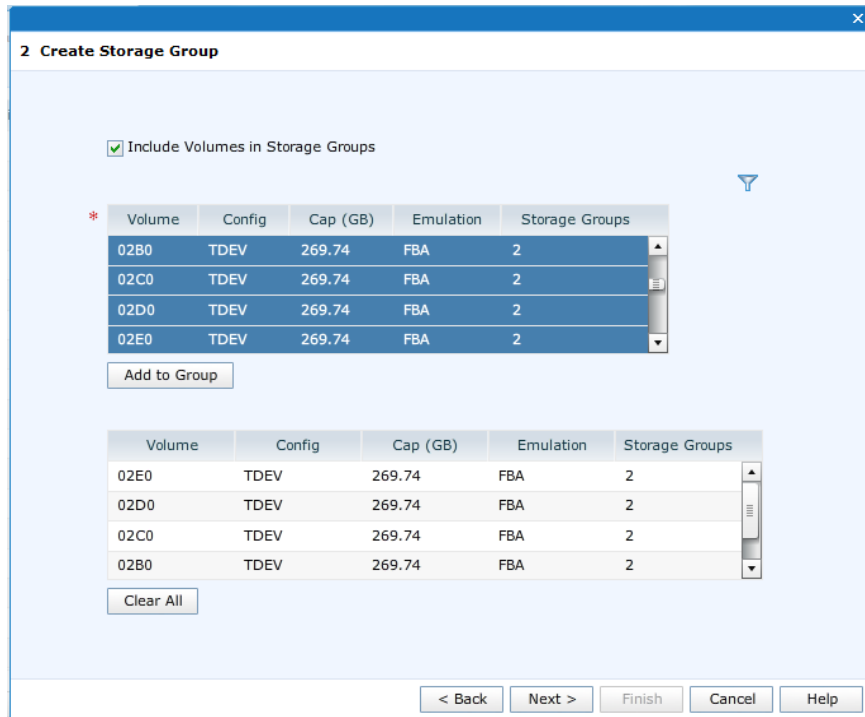 2 Create Storage Group
Include Volumes in Storage Groups
* Volume Config Cap (GB) Emulation Storage Groups
02B0 TDEV 269.74 FBA 2
02C0 TDEV 269.74 FBA 2
02D0 TDEV 269.74 FBA 2
02E0 TDEV 269.74 FBA 2
Add to Group
Volume Config Cap (GB) Emulation Storage Groups
02E0 TDEV 269.74 FBA 2
02D0 TDEV 269.74 FBA 2
02C0 TDEV 269.74 FBA 2
02B0 TDEV 269.74 FBA 2
Clear All
< Back Next > Finish Cancel Help